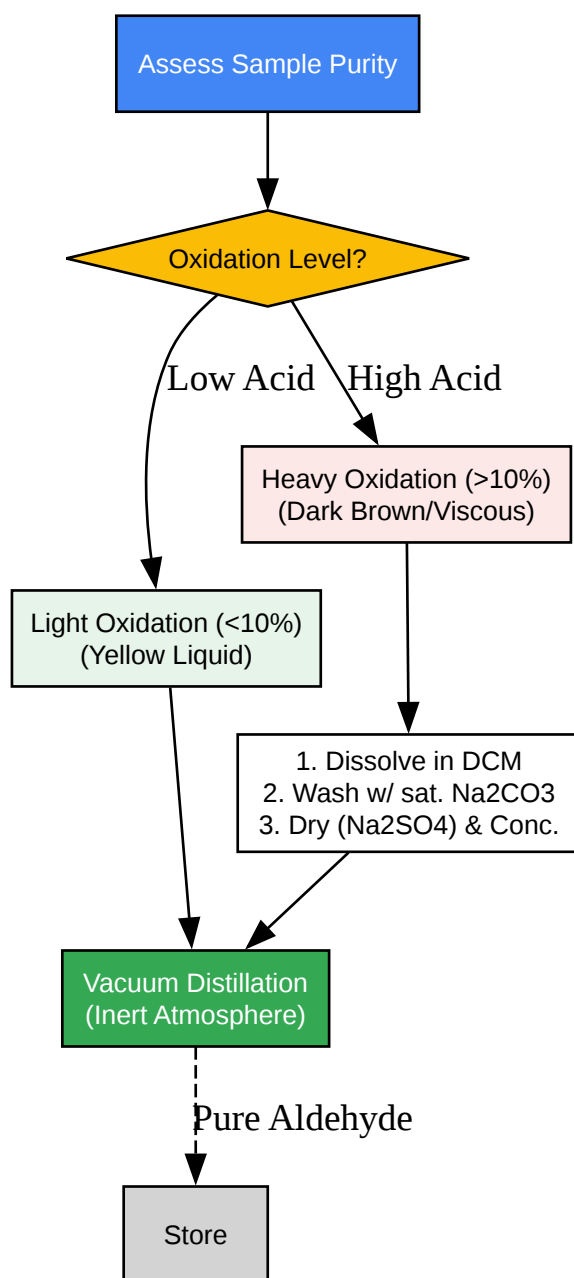 Assess Sample Purity
Oxidation Level?
Low Acid
High Acid
Heavy Oxidation (>10%)
(Dark Brown/Viscous)
Light Oxidation (<10%)
(Yellow Liquid)
1. Dissolve in DCM
2. Wash w/ sat. Na2CO3
3. Dry (Na2SO4) & Conc.
Vacuum Distillation
(Inert Atmosphere)
Pure Aldehyde
Store